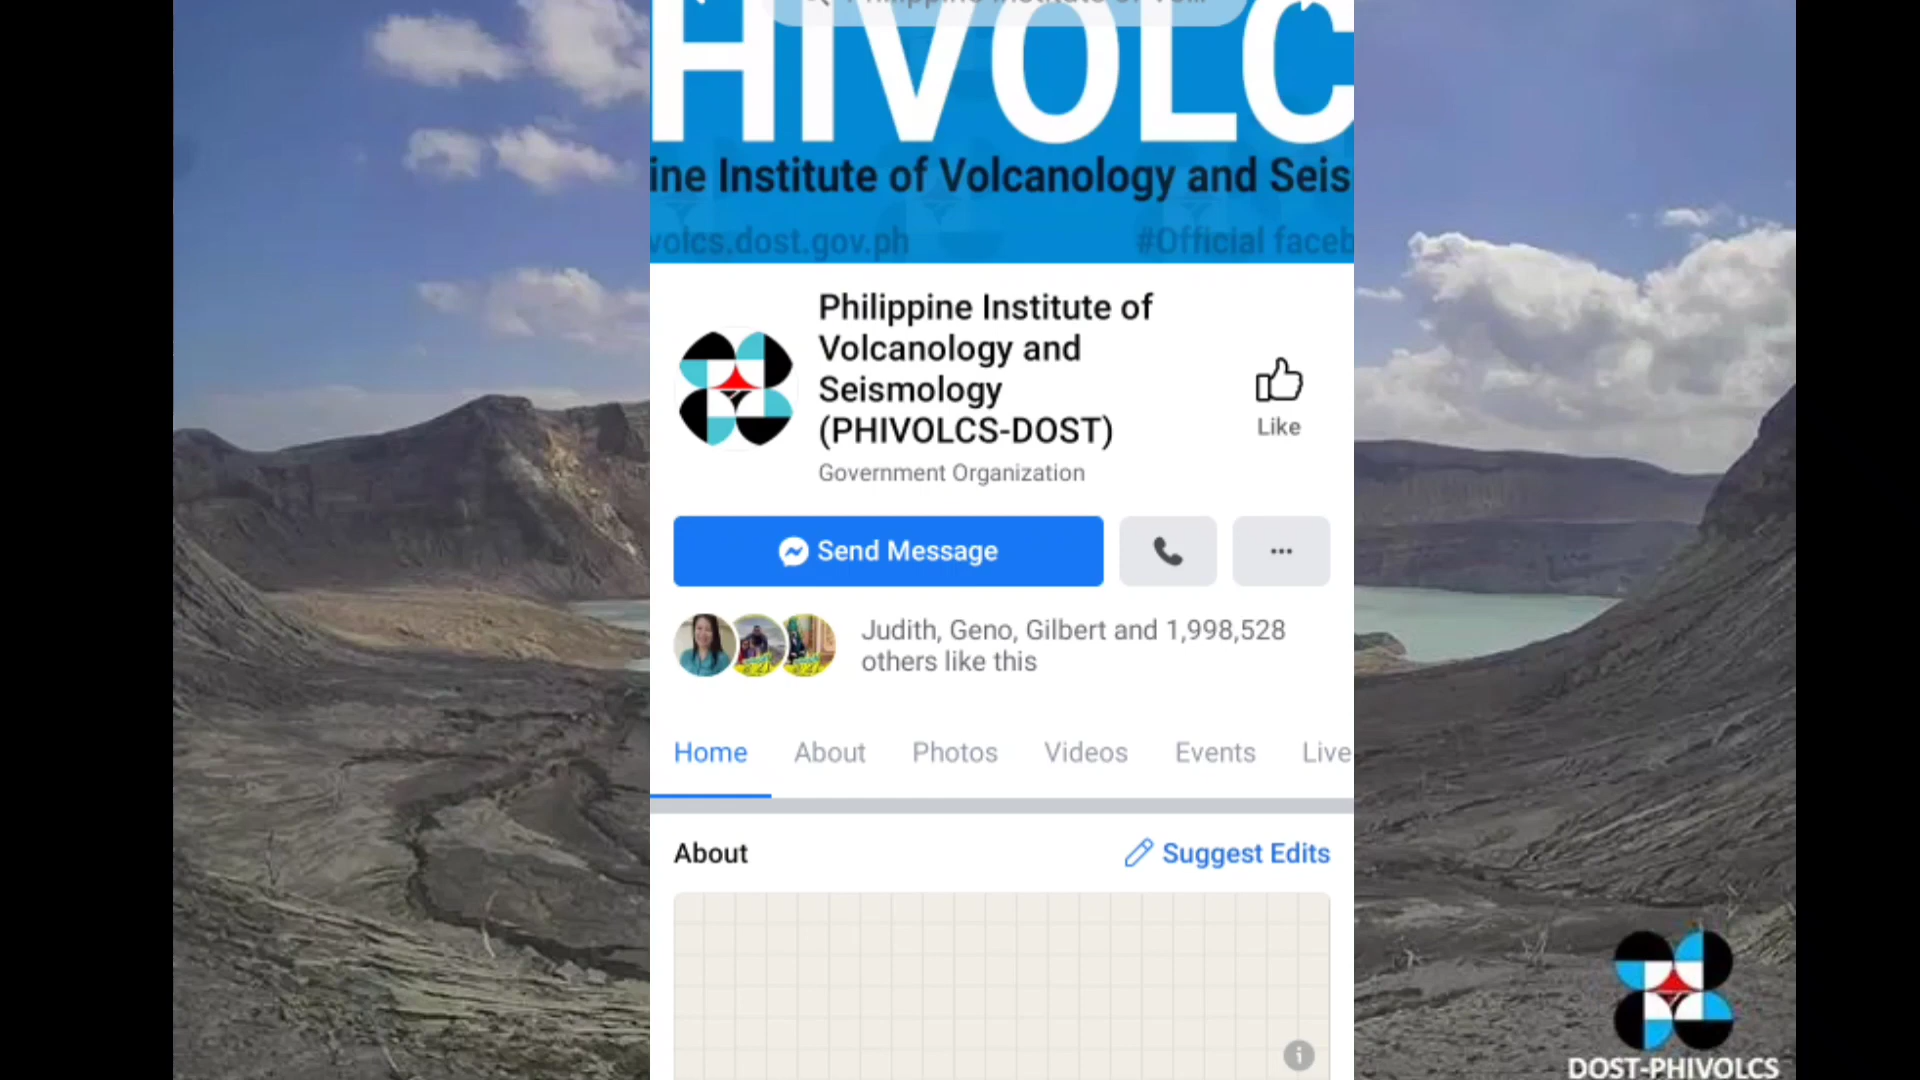 HIVOLC
ine Institute of Volcanology and Seis
volcs.dost.gov.ph
#Official faceb
Philippine Institute of
Volcanology and
Seismology
(PHIVOLCS-DOST)
Like
Government Organization
Send Message
Judith, Geno, Gilbert and 1,998,528
others like this
Home About Photos Videos Events Live
About
Suggest Edits
DOST-PHIVOLCS